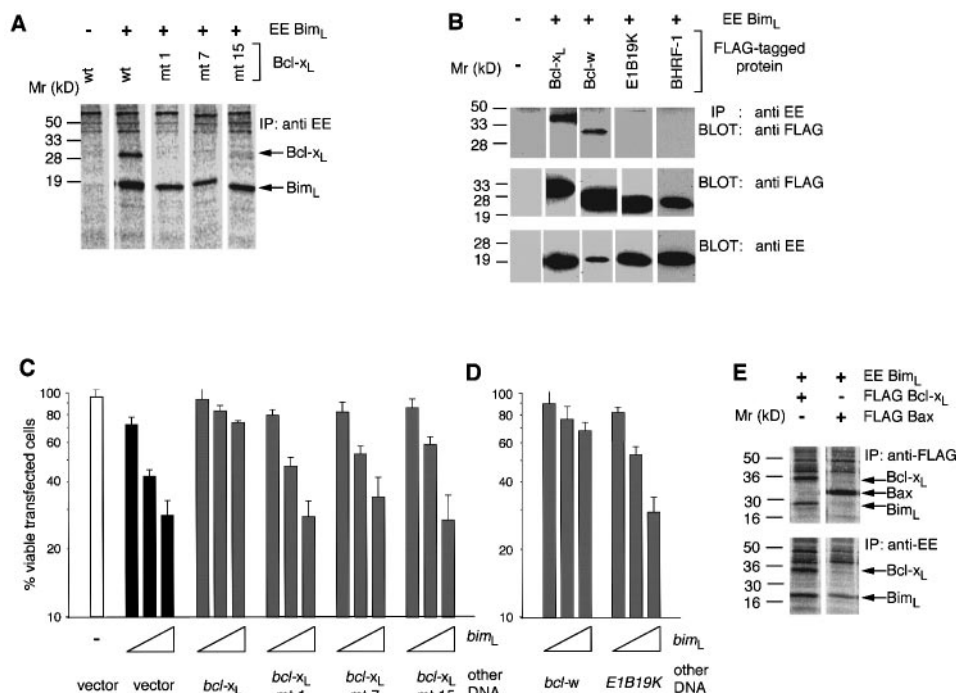 A
- + + + + EE BimL
wt wt mt 1 mt 7 mt 15 Bcl-xL
Mr (kD)
50
33
28
19
IP: anti EE
Bcl-xL
BimL
B
- + + + + EE BimL
- Bcl-xL Bcl-w E1B19K BHRF-1 FLAG-tagged protein
Mr (kD)
50
33
28
IP : anti EE
BLOT: anti FLAG
33
28
19
BLOT: anti FLAG
28
19
BLOT: anti EE
C
% viable transfected cells
100
80
60
40
20
10
- bimL
vector vector bcl-xL bcl-xL mt 1 bcl-xL mt 7 bcl-xL mt 15 other DNA
D
100
80
60
40
20
10
bimL
bcl-w E1B19K other DNA
E
+ + EE BimL
+ - FLAG Bcl-xL
Mr (kD) - + FLAG Bax
50
36
30
16
IP: anti-FLAG
Bcl-xL
Bax
BimL
50
36
30
16
IP: anti-EE
Bcl-xL
BimL